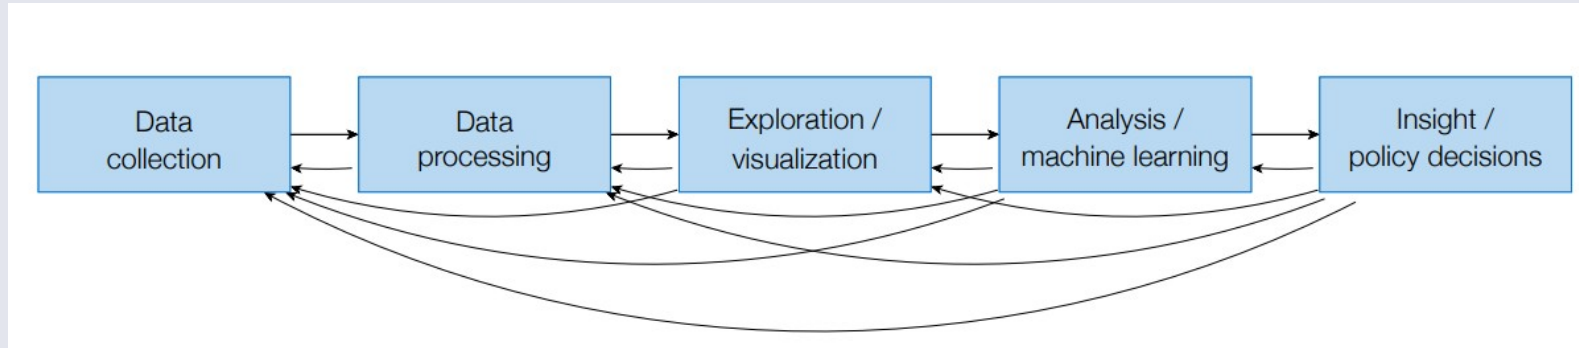 Data
collection
Data
processing
Exploration /
visualization
Analysis /
machine learning
Insight /
policy decisions